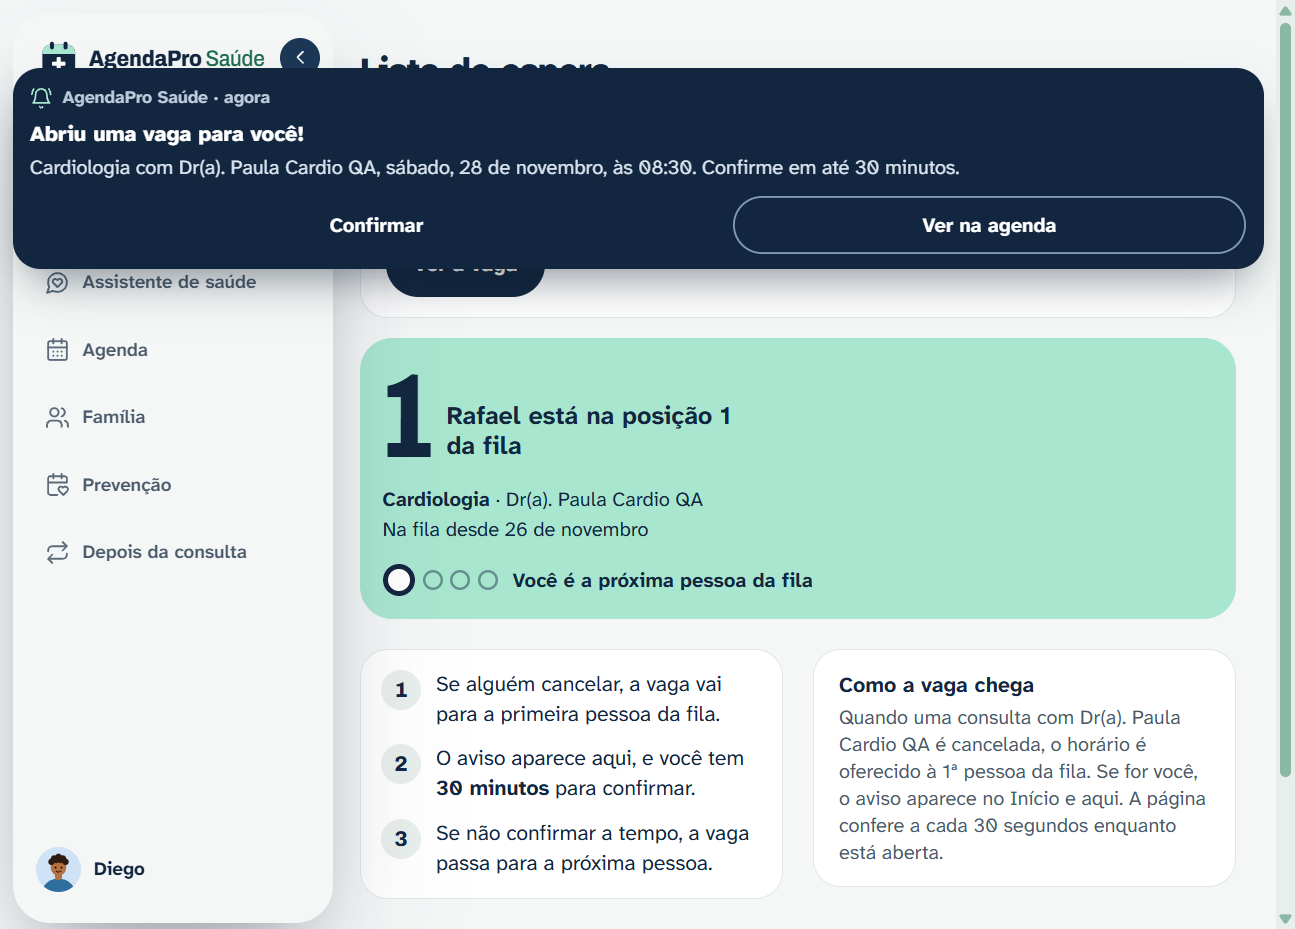 AgendaPro Saúde
Lista de espera
AgendaPro Saúde · agora
Abriu uma vaga para você!
Cardiologia com Dr(a). Paula Cardio QA, sábado, 28 de novembro, às 08:30. Confirme em até 30 minutos.
Confirmar
Ver na agenda
Ver a vaga
Assistente de saúde
Agenda
Família
Prevenção
Depois da consulta
Diego
1
Rafael está na posição 1
da fila
Cardiologia · Dr(a). Paula Cardio QA
Na fila desde 26 de novembro
Você é a próxima pessoa da fila
1
Se alguém cancelar, a vaga vai
para a primeira pessoa da fila.
2
O aviso aparece aqui, e você tem
30 minutos para confirmar.
3
Se não confirmar a tempo, a vaga
passa para a próxima pessoa.
Como a vaga chega
Quando uma consulta com Dr(a). Paula
Cardio QA é cancelada, o horário é
oferecido à 1ª pessoa da fila. Se for você,
o aviso aparece no Início e aqui. A página
confere a cada 30 segundos enquanto
está aberta.